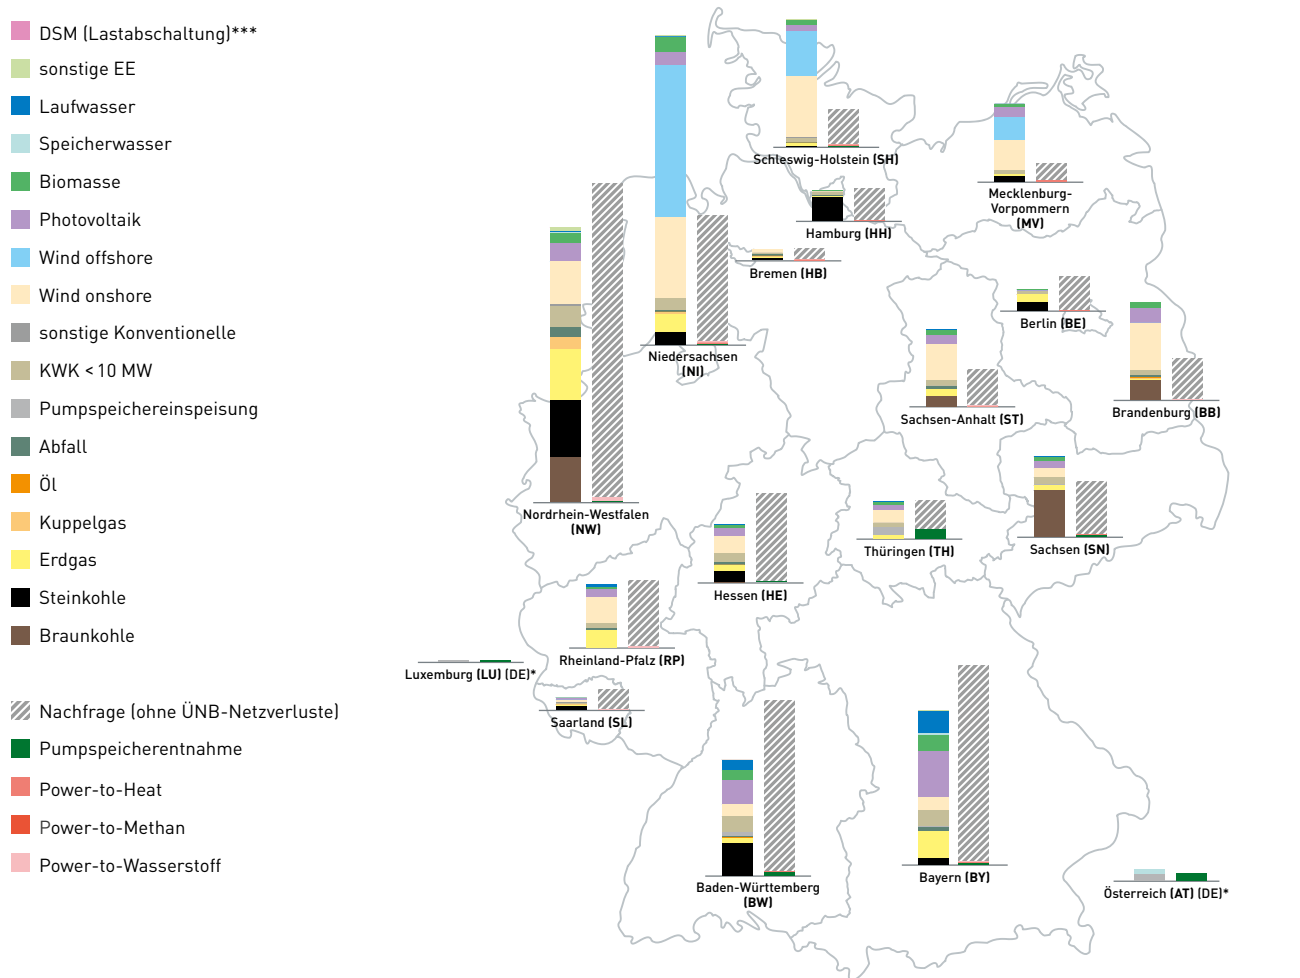 DSM (Lastabschaltung)***
sonstige EE
Laufwasser
Speicherwasser
Biomasse
Photovoltaik
Wind offshore
Wind onshore
sonstige Konventionelle
KWK < 10 MW
Pumpspeichereinspeisung
Abfall
Öl
Kuppelgas
Erdgas
Steinkohle
Braunkohle
Nachfrage (ohne ÜNB-Netzverluste)
Pumpspeicherentnahme
Power-to-Heat
Power-to-Methan
Power-to-Wasserstoff
Schleswig-Holstein (SH)
Mecklenburg-
Vorpommern
(MV)
Hamburg (HH)
Bremen (HB)
Berlin (BE)
Niedersachsen
(NI)
Brandenburg (BB)
Sachsen-Anhalt (ST)
Nordrhein-Westfalen
(NW)
Thüringen (TH)
Sachsen (SN)
Hessen (HE)
Rheinland-Pfalz (RP)
Luxemburg (LU) (DE)*
Saarland (SL)
Baden-Württemberg
(BW)
Bayern (BY)
Österreich (AT) (DE)*